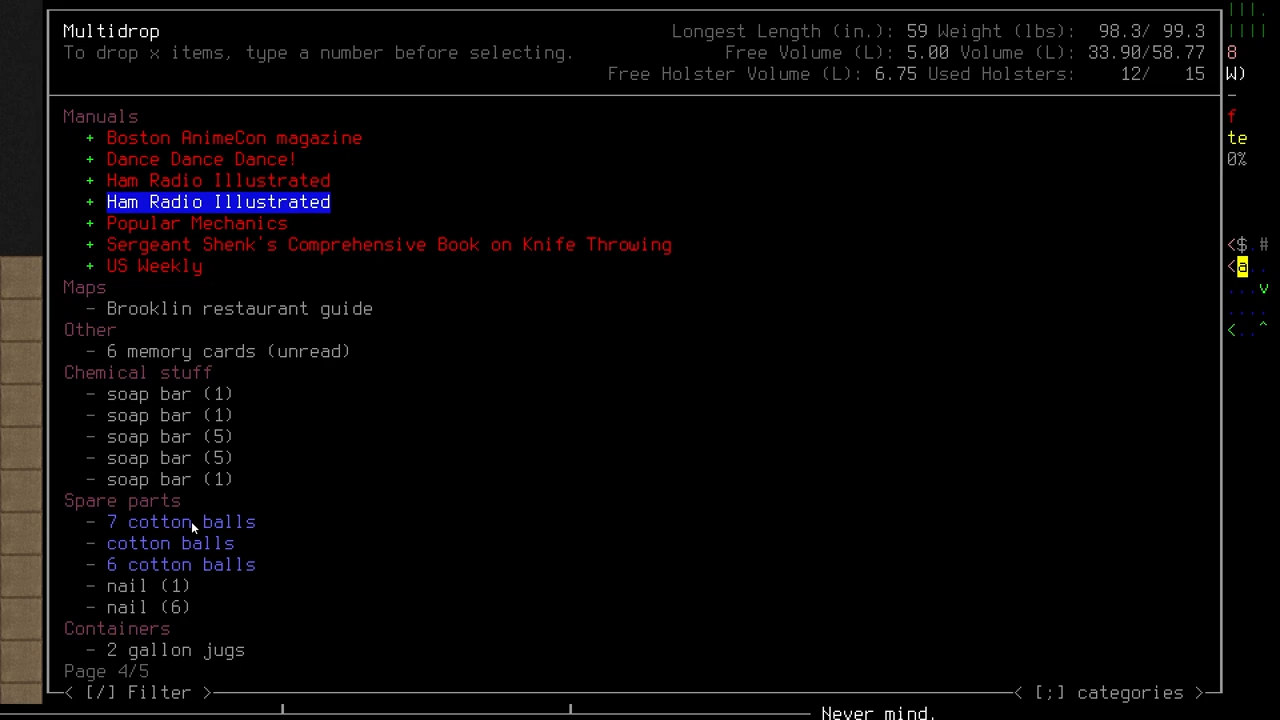 Multidrop
To drop x items, type a number before selecting.
Longest Length (in.): 59 Weight (lbs): 98.3/ 99.3
Free Volume (L): 5.00 Volume (L): 33.90/58.77
Free Holster Volume (L): 6.75 Used Holsters: 12/ 15
Manuals
+ Boston AnimeCon magazine
+ Dance Dance Dance!
+ Ham Radio Illustrated
+ Ham Radio Illustrated
+ Popular Mechanics
+ Sergeant Shenk's Comprehensive Book on Knife Throwing
+ US Weekly
Maps
- Brooklin restaurant guide
Other
- 6 memory cards (unread)
Chemical stuff
- soap bar (1)
- soap bar (1)
- soap bar (5)
- soap bar (5)
- soap bar (1)
Spare parts
- 7 cotton balls
- cotton balls
- 6 cotton balls
- nail (1)
- nail (6)
Containers
- 2 gallon jugs
Page 4/5
< [/] Filter >
< [;] categories >
Never mind.
8
W)
-
f
te
0%
<$.#
<a..
...v
....
<..^